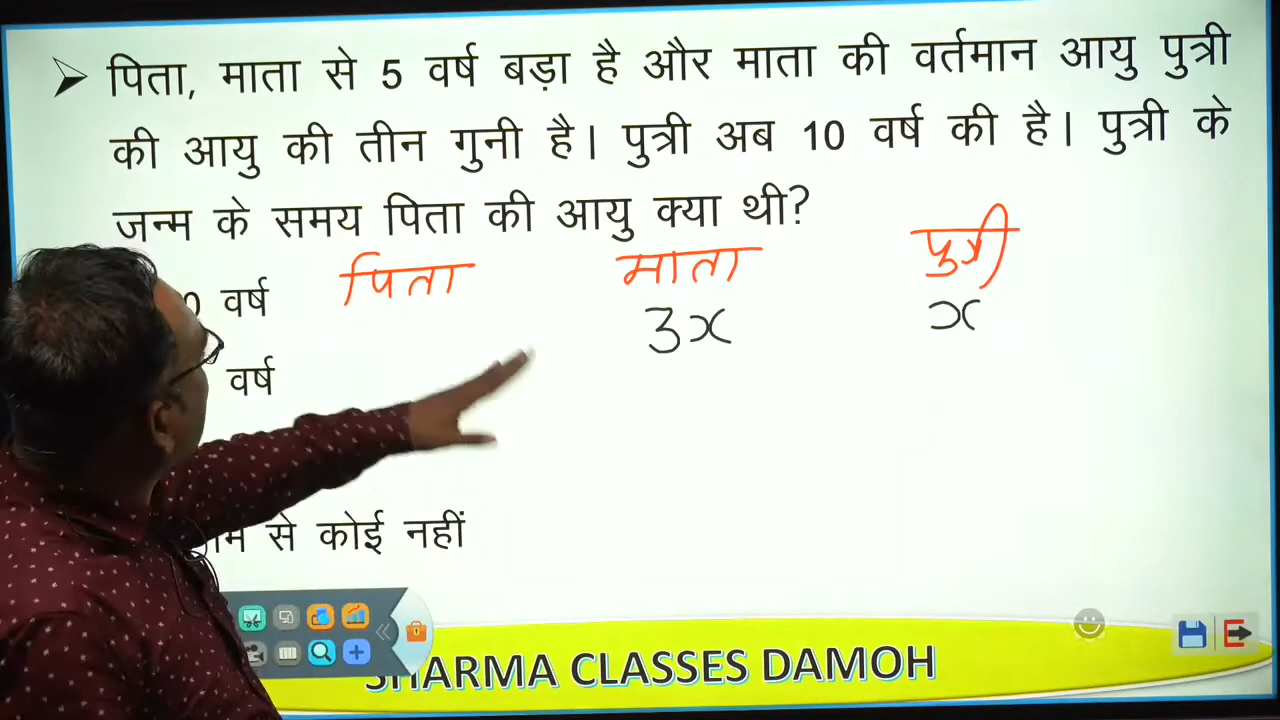 पिता, माता से 5 वर्ष बड़ा है और माता की वर्तमान आयु पुत्री
की आयु की तीन गुनी है। पुत्री अब 10 वर्ष की है। पुत्री के
जन्म के समय पिता की आयु क्या थी?
पिता माता पुत्री
वर्ष 3x x
वर्ष
से कोई नहीं
SHARMA CLASSES DAMOH